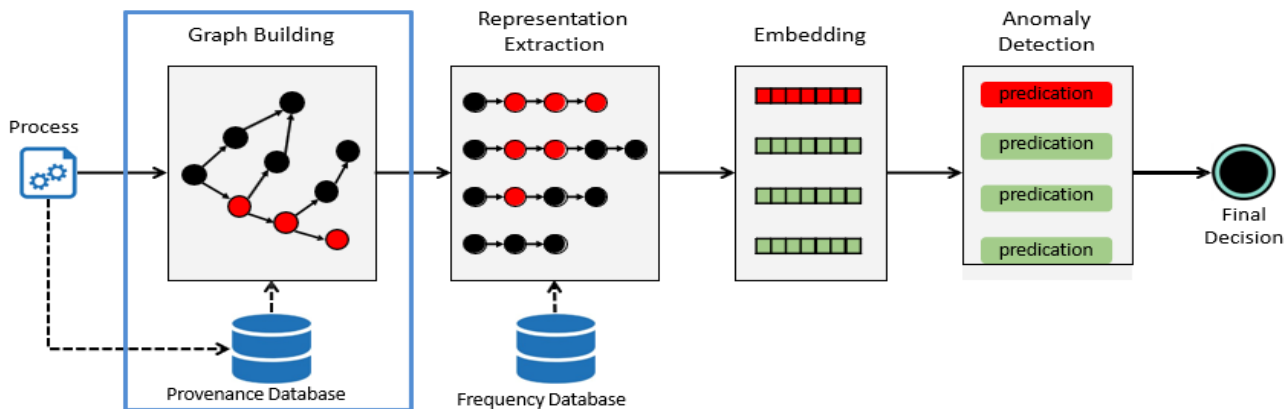 Graph Building
Representation
Extraction
Embedding
Anomaly
Detection
Process
predication
predication
predication
predication
Final
Decision
Provenance Database
Frequency Database